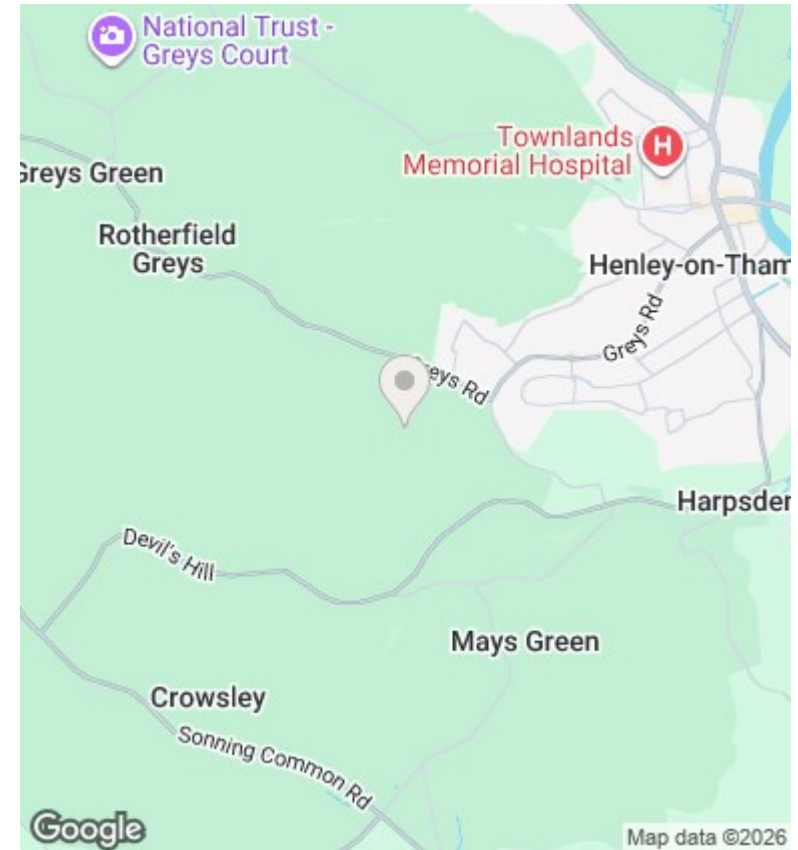 National Trust -
Greys Court
Townlands
Memorial Hospital
H
Greys Green
Rotherfield
Greys
Henley-on-Tham
Greys Rd
Greys Rd
Harpsden
Devil's Hill
Mays Green
Crowsley
Sonning Common Rd
Google
Map data ©2026